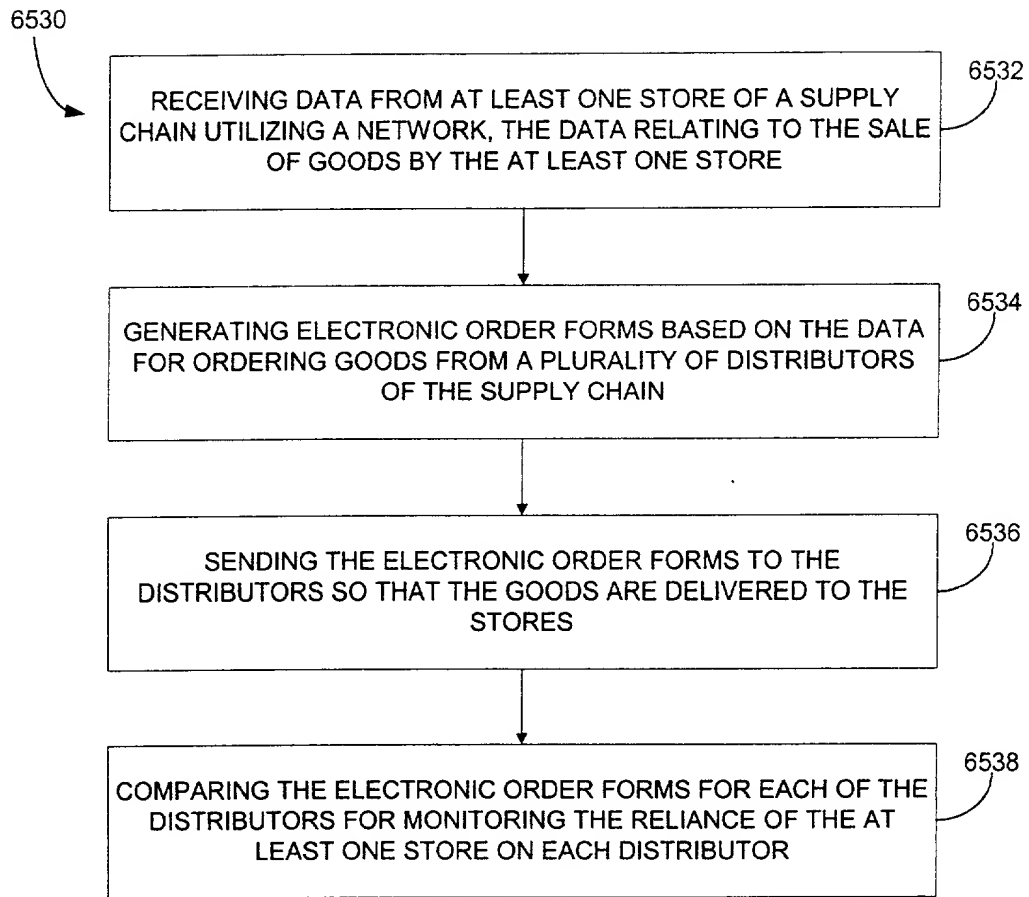 6530
RECEIVING DATA FROM AT LEAST ONE STORE OF A SUPPLY
CHAIN UTILIZING A NETWORK, THE DATA RELATING TO THE SALE
OF GOODS BY THE AT LEAST ONE STORE
6532
GENERATING ELECTRONIC ORDER FORMS BASED ON THE DATA
FOR ORDERING GOODS FROM A PLURALITY OF DISTRIBUTORS
OF THE SUPPLY CHAIN
6534
SENDING THE ELECTRONIC ORDER FORMS TO THE
DISTRIBUTORS SO THAT THE GOODS ARE DELIVERED TO THE
STORES
6536
COMPARING THE ELECTRONIC ORDER FORMS FOR EACH OF THE
DISTRIBUTORS FOR MONITORING THE RELIANCE OF THE AT
LEAST ONE STORE ON EACH DISTRIBUTOR
6538